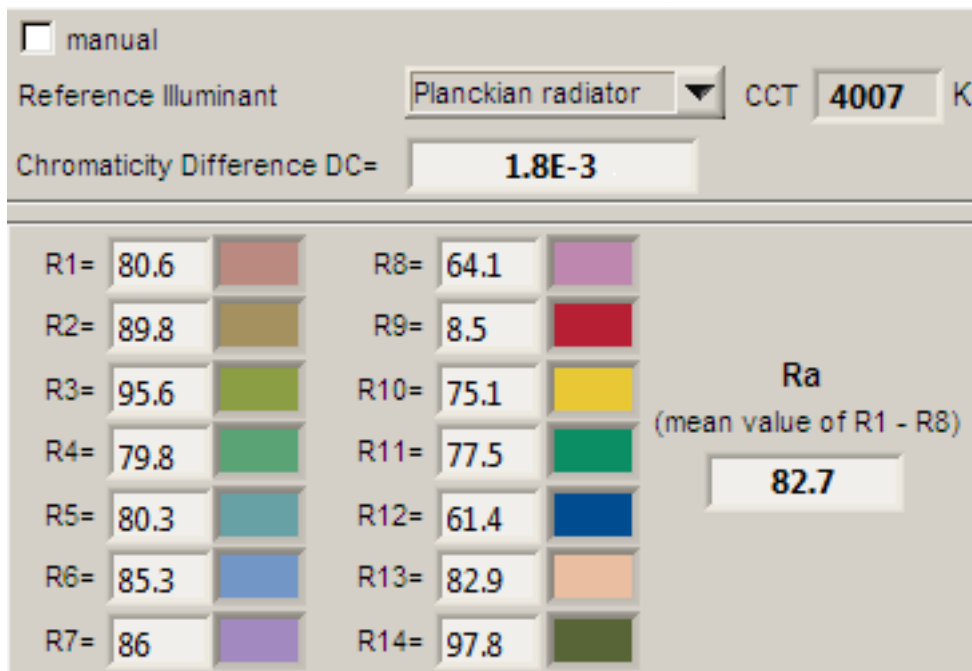 manual
Reference Illuminant Planckian radiator CCT 4007 K
Chromaticity Difference DC= 1.8E-3
R1= 80.6 R8= 64.1
R2= 89.8 R9= 8.5
R3= 95.6 R10= 75.1
R4= 79.8 R11= 77.5
R5= 80.3 R12= 61.4
R6= 85.3 R13= 82.9
R7= 86 R14= 97.8
Ra
(mean value of R1 - R8)
82.7